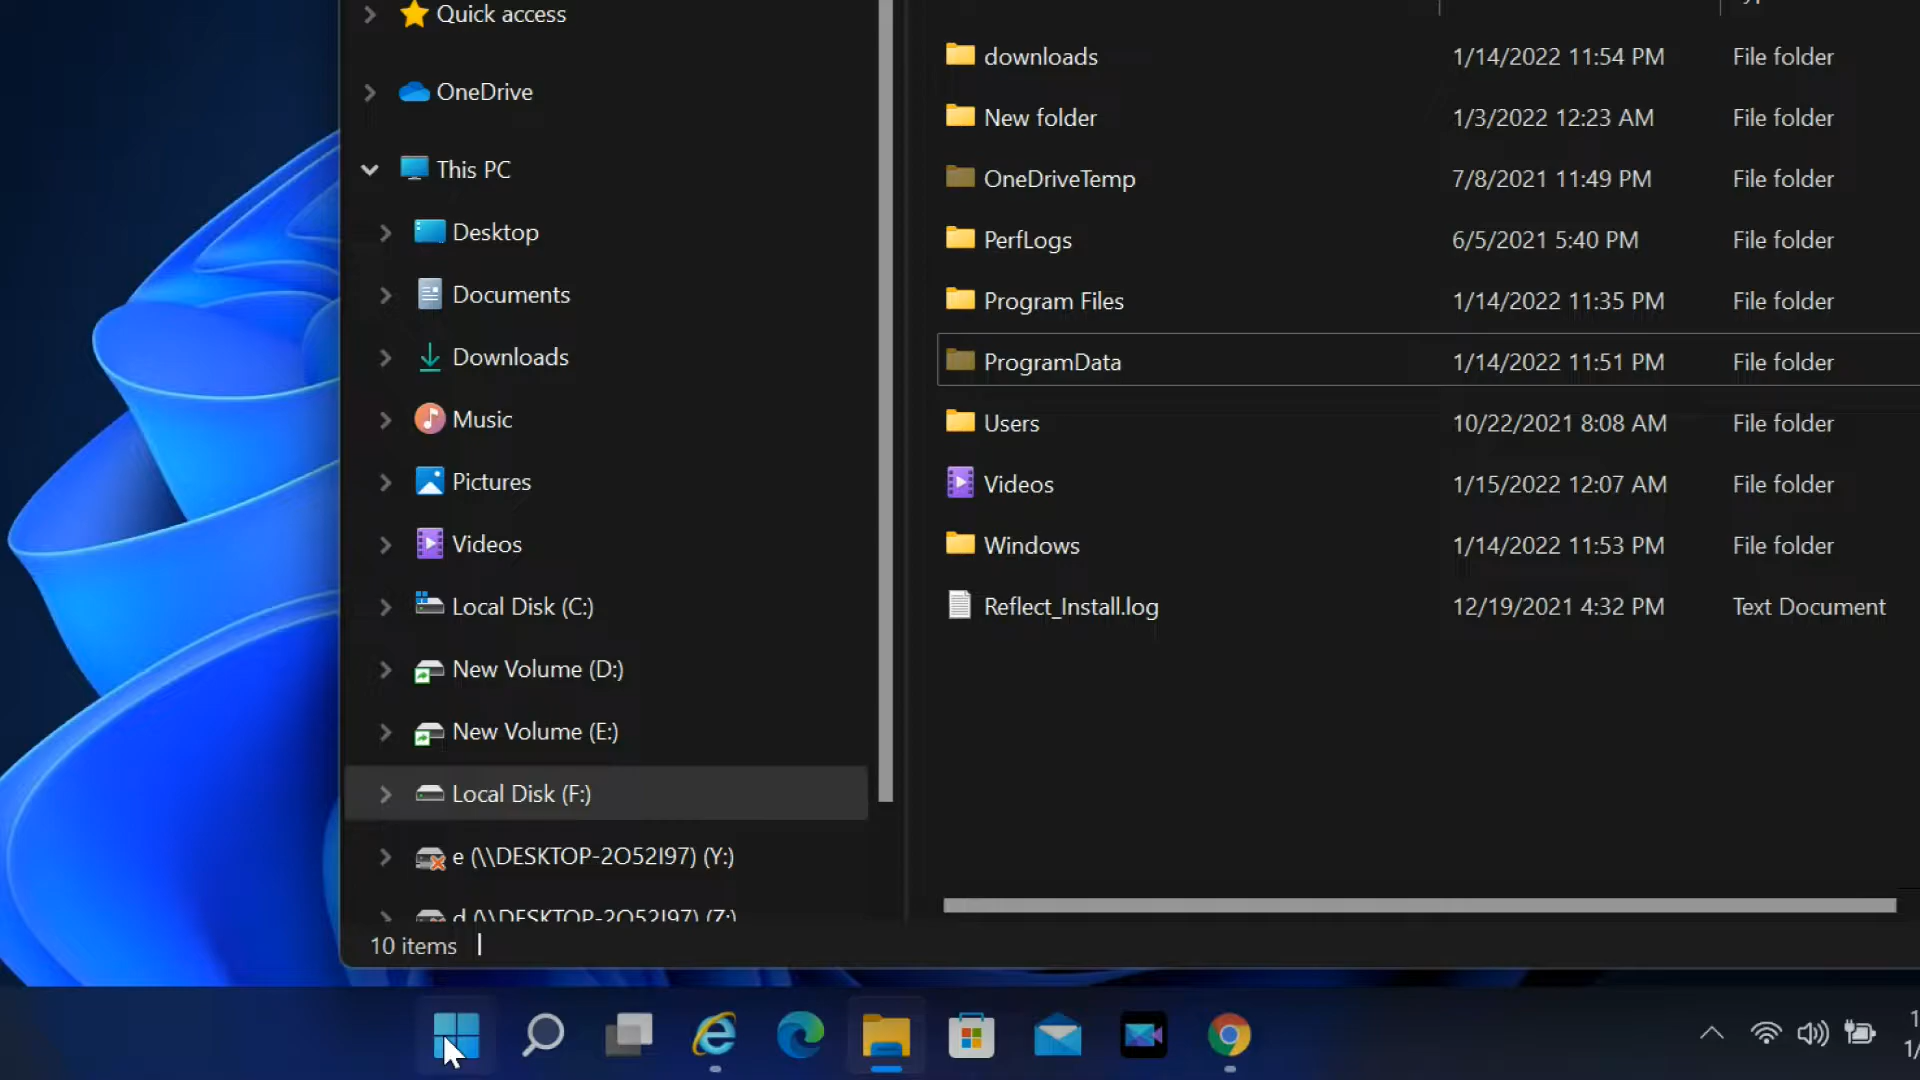 Quick access
OneDrive
This PC
Desktop
Documents
Downloads
Music
Pictures
Videos
Local Disk (C:)
New Volume (D:)
New Volume (E:)
Local Disk (F:)
e (\\DESKTOP-2O52I97) (Y:)
d (\\DESKTOP-2O52I97) (Z:)
downloads 1/14/2022 11:54 PM File folder
New folder 1/3/2022 12:23 AM File folder
OneDriveTemp 7/8/2021 11:49 PM File folder
PerfLogs 6/5/2021 5:40 PM File folder
Program Files 1/14/2022 11:35 PM File folder
ProgramData 1/14/2022 11:51 PM File folder
Users 10/22/2021 8:08 AM File folder
Videos 1/15/2022 12:07 AM File folder
Windows 1/14/2022 11:53 PM File folder
Reflect_Install.log 12/19/2021 4:32 PM Text Document
10 items